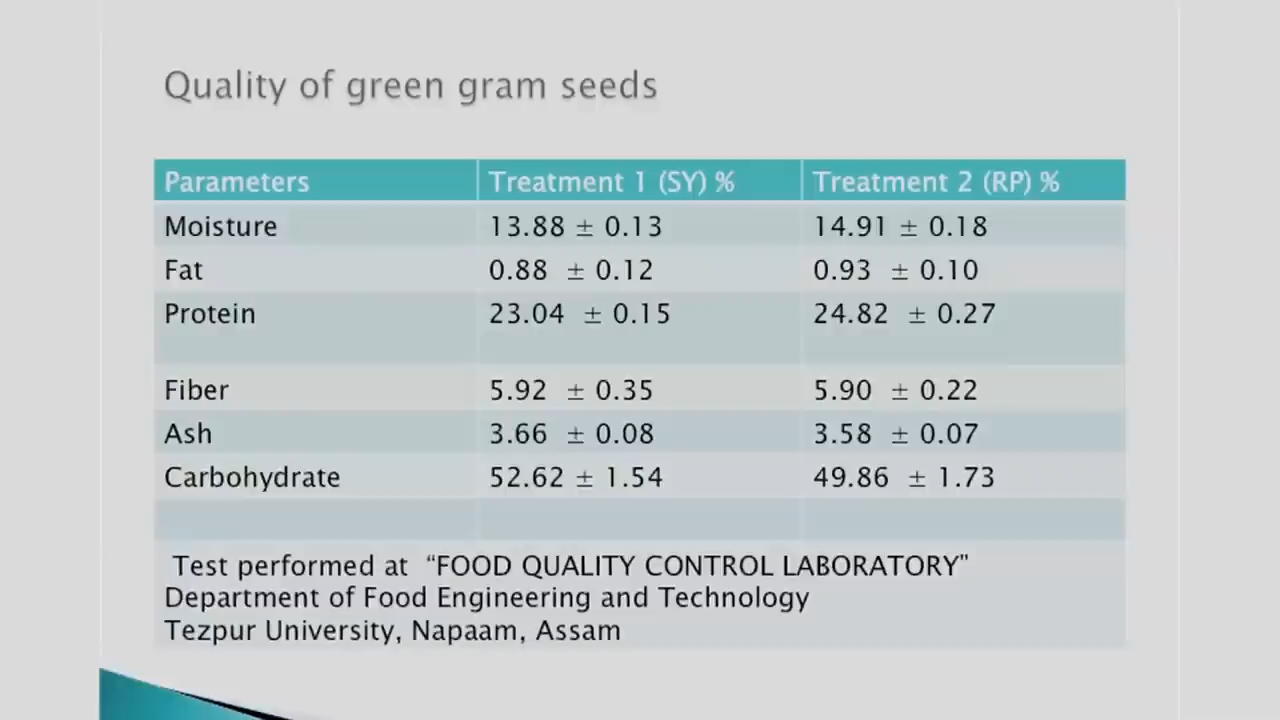 Quality of green gram seeds
Parameters Treatment 1 (SY) % Treatment 2 (RP) %
Moisture 13.88 ± 0.13 14.91 ± 0.18
Fat 0.88 ± 0.12 0.93 ± 0.10
Protein 23.04 ± 0.15 24.82 ± 0.27
Fiber 5.92 ± 0.35 5.90 ± 0.22
Ash 3.66 ± 0.08 3.58 ± 0.07
Carbohydrate 52.62 ± 1.54 49.86 ± 1.73
Test performed at “FOOD QUALITY CONTROL LABORATORY”
Department of Food Engineering and Technology
Tezpur University, Napaam, Assam